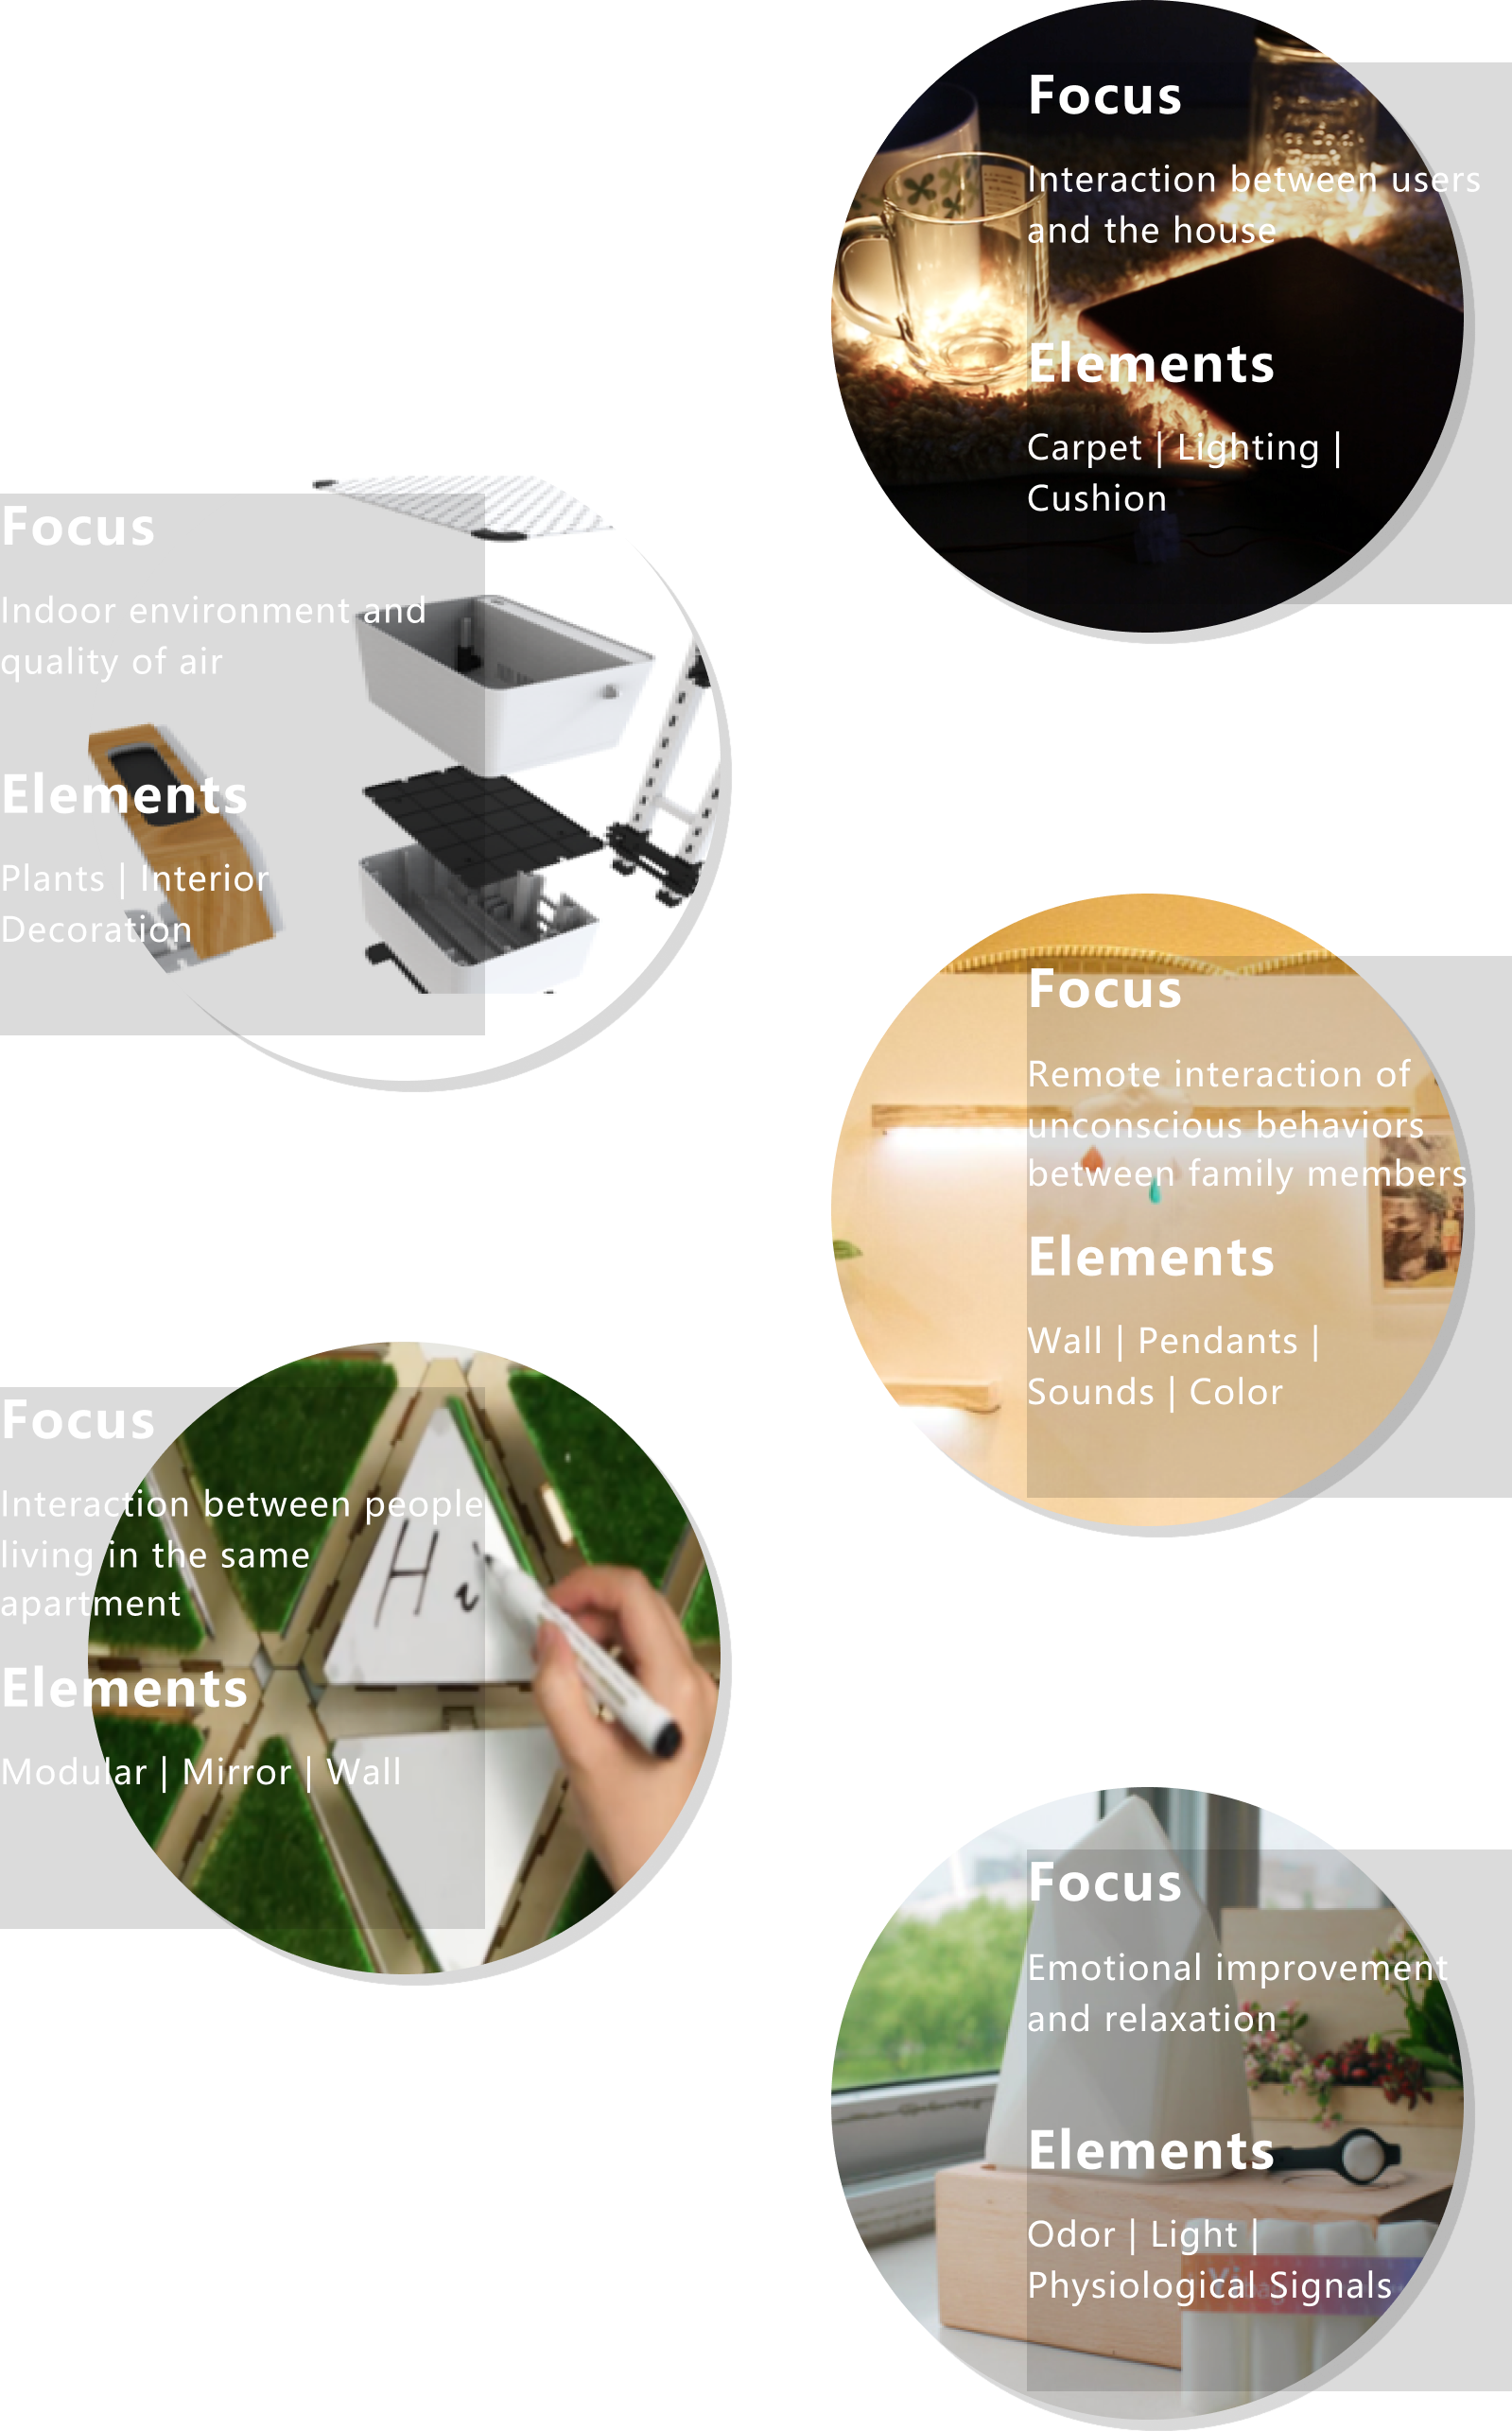 Focus
Interaction between users
and the house
Elements
Carpet | Lighting |
Cushion
Focus
Indoor environment and
quality of air
Elements
Plants | Interior
Decoration
Focus
Remote interaction of
unconscious behaviors
between family members
Elements
Wall | Pendants |
Sounds | Color
Focus
Interaction between people
living in the same
apartment
Elements
Modular | Mirror | Wall
Hi
Focus
Emotional improvement
and relaxation
Elements
Odor | Light |
Physiological Signals